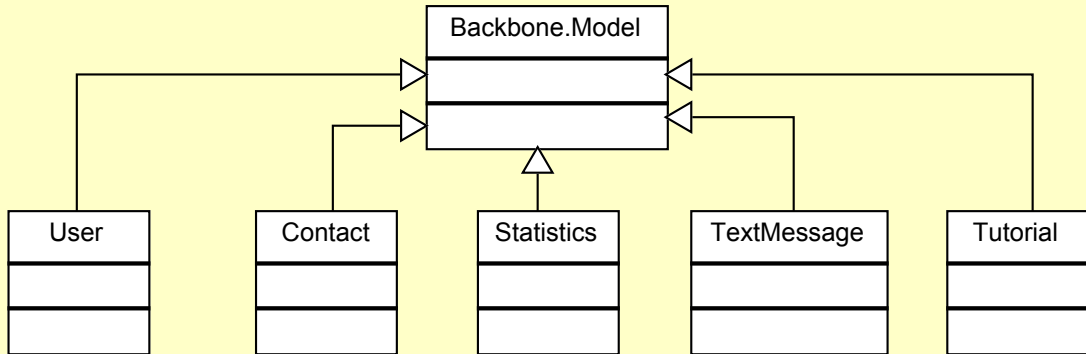 Backbone.Model
User
Contact
Statistics
TextMessage
Tutorial